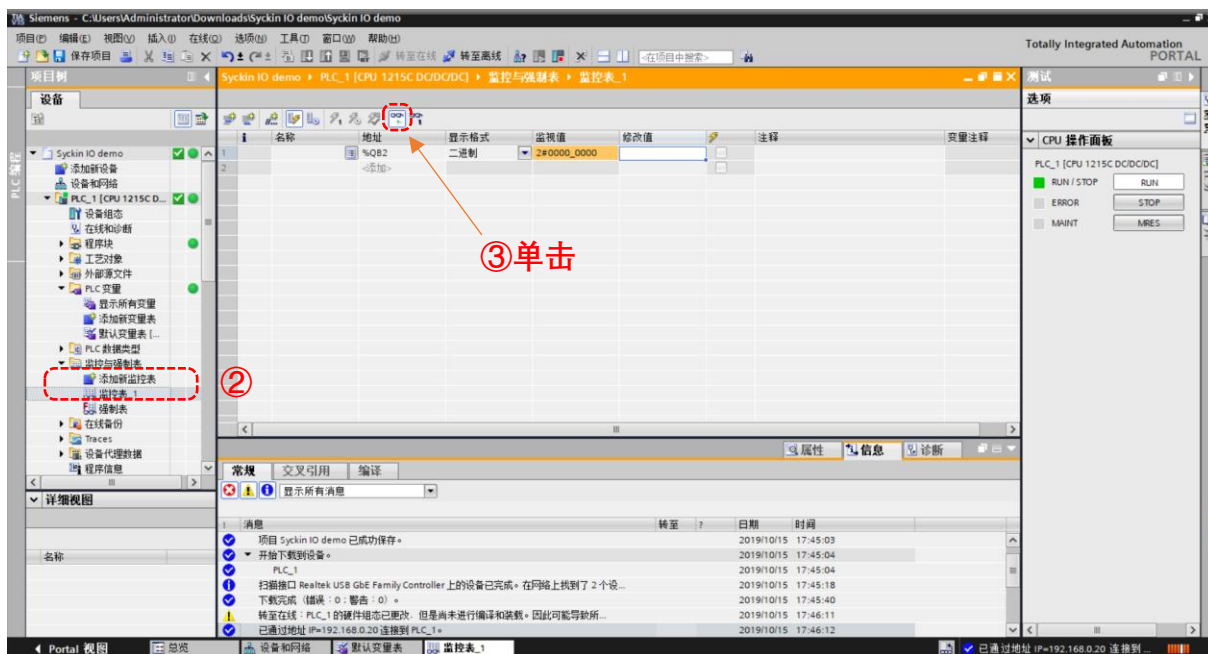 Siemens - C:\Users\Administrator\Downloads\Syckin IO demo\Syckin IO demo
项目(P) 编辑(E) 视图(V) 插入(I) 在线(O) 选项(N) 工具(T) 窗口(W) 帮助(H)
Totally Integrated Automation
PORTAL
保存项目 转至在线 转至离线 <在项目中搜索>
项目树
Syckin IO demo PLC_1 [CPU 1215C DC/DC/DC] 监控与强制表 监控表_1
测试
设备
选项
PLC 编程
i 名称 地址 显示格式 监视值 修改值 注释 变量注释
1 %QB2 二进制 2#0000_0000
2 <添加>
③单击
②
Syckin IO demo
添加新设备
设备和网络
PLC_1 [CPU 1215C D...
设备组态
在线和诊断
程序块
工艺对象
外部源文件
PLC 变量
显示所有变量
添加新变量表
默认变量表 [...
PLC 数据类型
监控与强制表
添加新监控表
监控表_1
强制表
在线备份
Traces
设备代理数据
程序信息
CPU 操作面板
PLC_1 [CPU 1215C DC/DC/DC]
RUN / STOP RUN
ERROR STOP
MAINT MRES
详细视图
名称
属性 信息 诊断
常规 交叉引用 编译
显示所有消息
! 消息 转至 ? 日期 时间
项目 Syckin IO demo 已成功保存。 2019/10/15 17:45:03
开始下载到设备。 2019/10/15 17:45:04
PLC_1 2019/10/15 17:45:04
扫描接口 Realtek USB GbE Family Controller 上的设备已完成。在网络上找到了 2 个设... 2019/10/15 17:45:18
下载完成（错误：0；警告：0）。 2019/10/15 17:45:40
转至在线：PLC_1 的硬件组态已更改，但是尚未进行编译和装载。因此可能导致所... 2019/10/15 17:46:11
已通过地址 IP=192.168.0.20 连接到 PLC_1。 2019/10/15 17:46:12
Portal 视图 总览 设备和网络 默认变量表 监控表_1 已通过地址 IP=192.168.0.20 连接到 ...